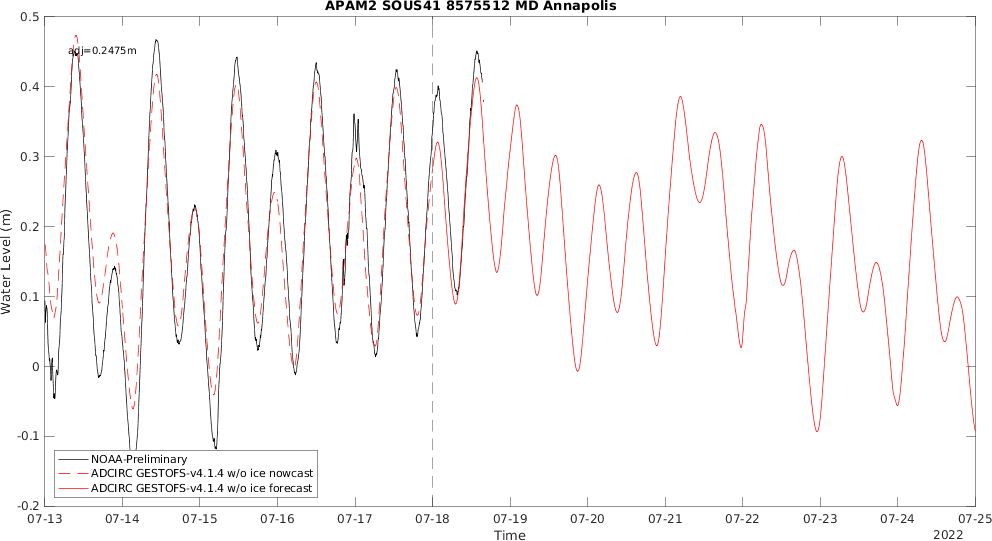 APAM2 SOUS41 8575512 MD Annapolis
adj=0.2475m
0.5
0.4
0.3
0.2
0.1
0
-0.1
-0.2
Water Level (m)
NOAA-Preliminary
ADCIRC GESTOFS-v4.1.4 w/o ice nowcast
ADCIRC GESTOFS-v4.1.4 w/o ice forecast
07-13 07-14 07-15 07-16 07-17 07-18 07-19 07-20 07-21 07-22 07-23 07-24 07-25
Time
2022